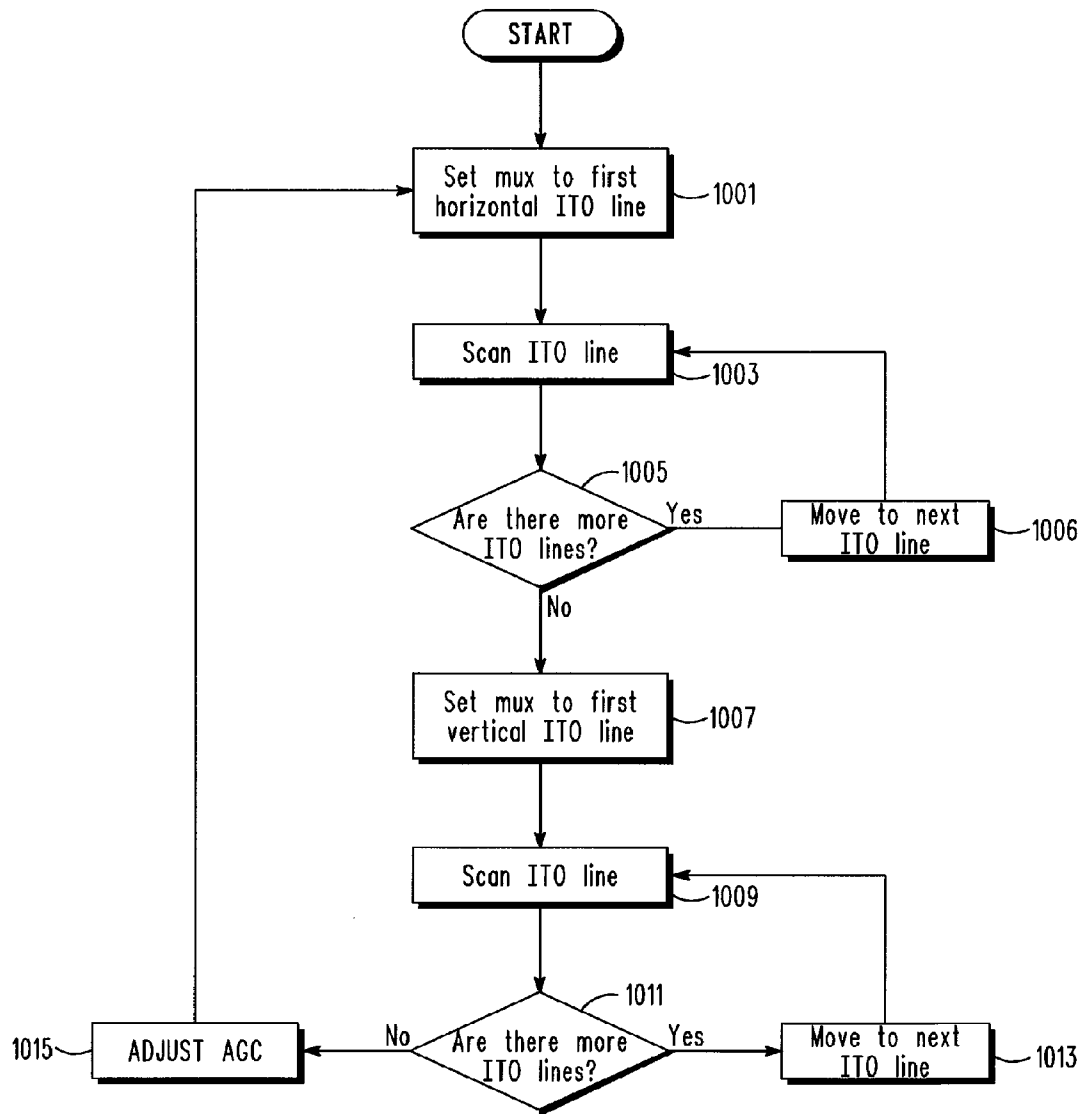 START
Set mux to first
horizontal ITO line
1001
Scan ITO line
1003
1005
Are there more
ITO lines?
Yes
Move to next
ITO line
1006
No
Set mux to first
vertical ITO line
1007
Scan ITO line
1009
1011
Are there more
ITO lines?
No
Yes
1015
ADJUST AGC
Move to next
ITO line
1013